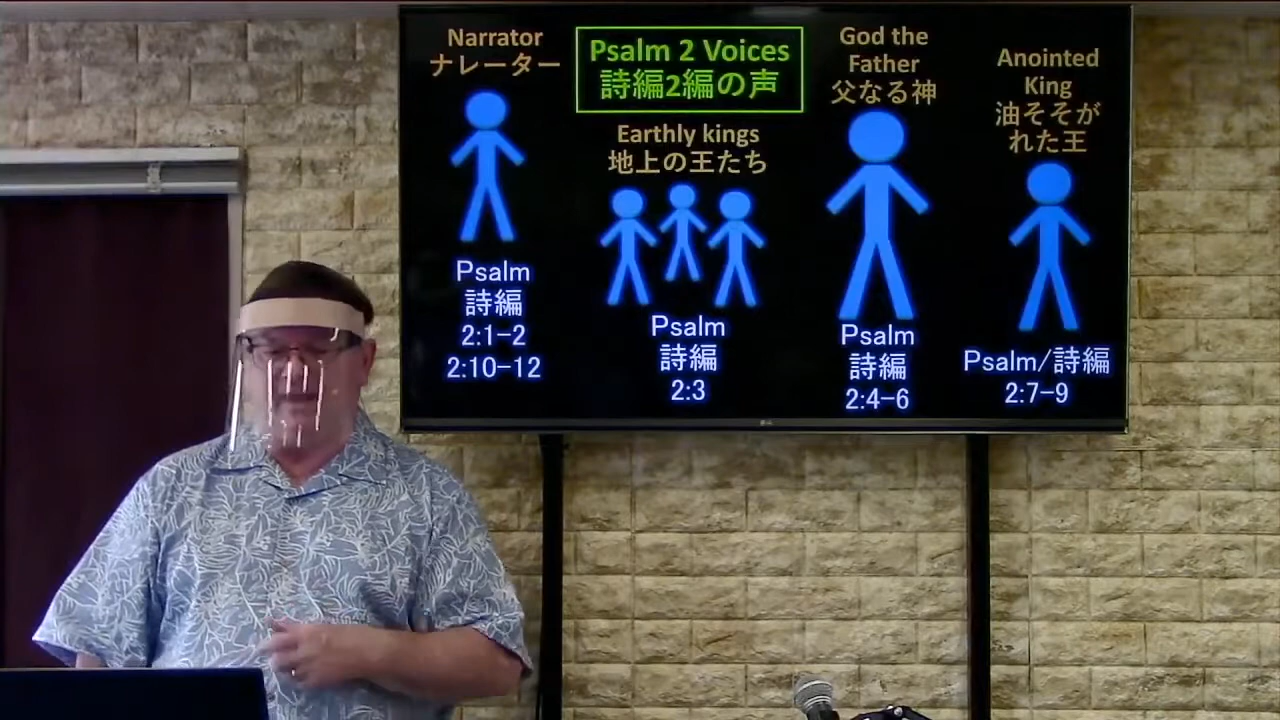 Narrator
ナレーター
Psalm 2 Voices
詩編2編の声
God the
Father
父なる神
Anointed
King
油そそが
れた王
Earthly kings
地上の王たち
Psalm
詩編
2:1-2
2:10-12
Psalm
詩編
2:3
Psalm
詩編
2:4-6
Psalm/詩編
2:7-9
LG